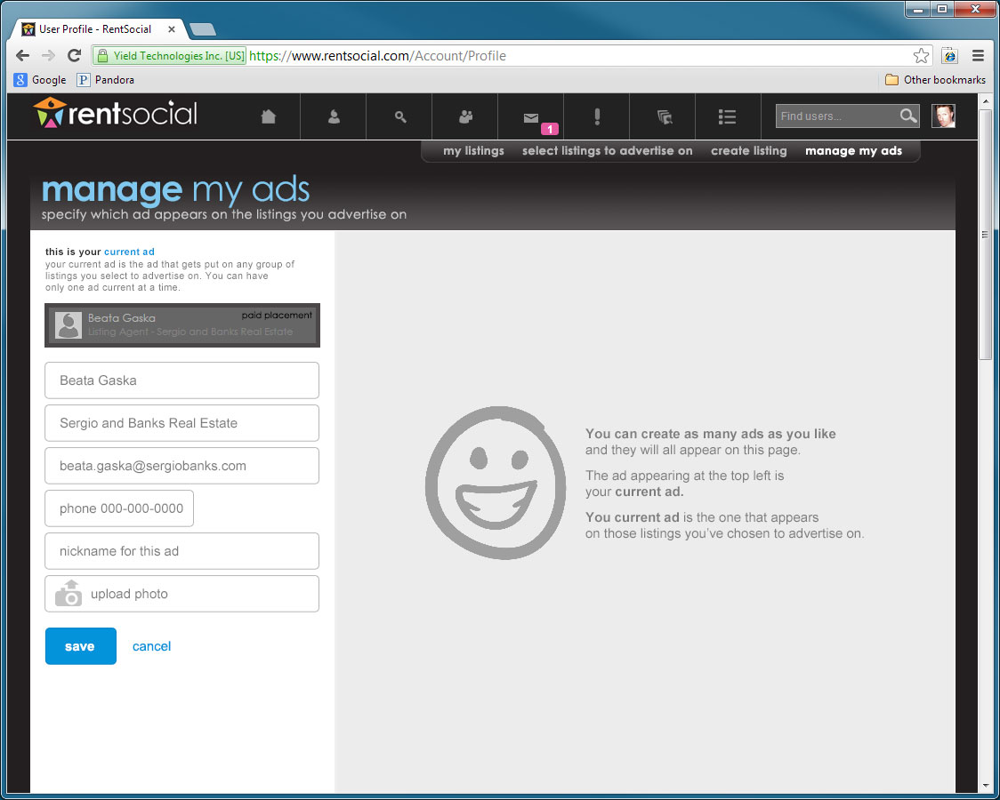 User Profile - RentSocial
Yield Technologies Inc. [US] https://www.rentsocial.com/Account/Profile
Google Pandora Other bookmarks
rentsocial
1
Find users...
my listings select listings to advertise on create listing manage my ads
manage my ads
specify which ad appears on the listings you advertise on
this is your current ad
your current ad is the ad that gets put on any group of
listings you select to advertise on. You can have
only one ad current at a time.
Beata Gaska paid placement
Listing Agent - Sergio and Banks Real Estate
Beata Gaska
Sergio and Banks Real Estate
beata.gaska@sergiobanks.com
phone 000-000-0000
nickname for this ad
upload photo
save cancel
You can create as many ads as you like
and they will all appear on this page.
The ad appearing at the top left is
your current ad.
You current ad is the one that appears
on those listings you’ve chosen to advertise on.